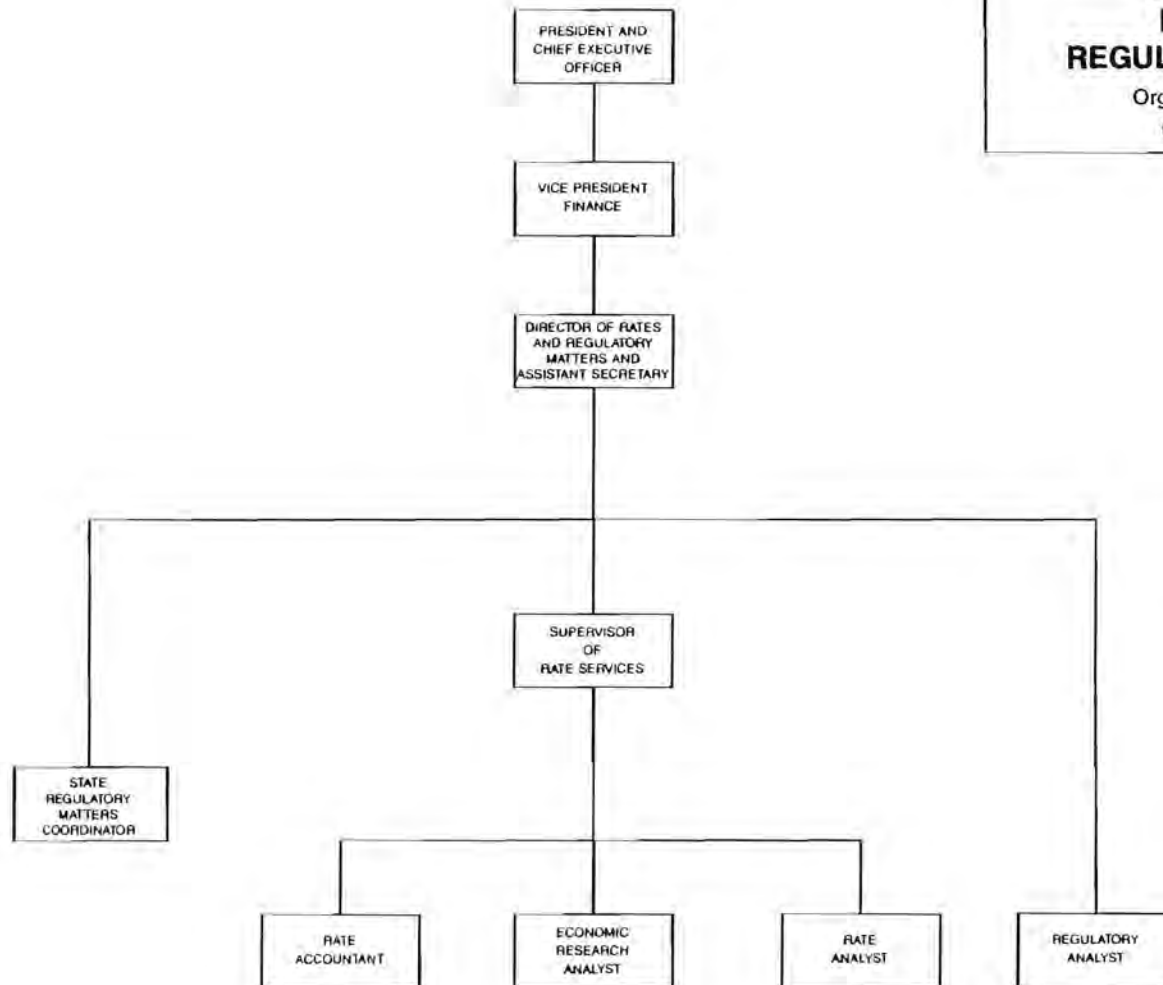 REGUL
Org
PRESIDENT AND
CHIEF EXECUTIVE
OFFICER
VICE PRESIDENT
FINANCE
DIRECTOR OF RATES
AND REGULATORY
MATTERS AND
ASSISTANT SECRETARY
SUPERVISOR
OF
RATE SERVICES
STATE
REGULATORY
MATTERS
COORDINATOR
RATE
ACCOUNTANT
ECONOMIC
RESEARCH
ANALYST
RATE
ANALYST
REGULATORY
ANALYST